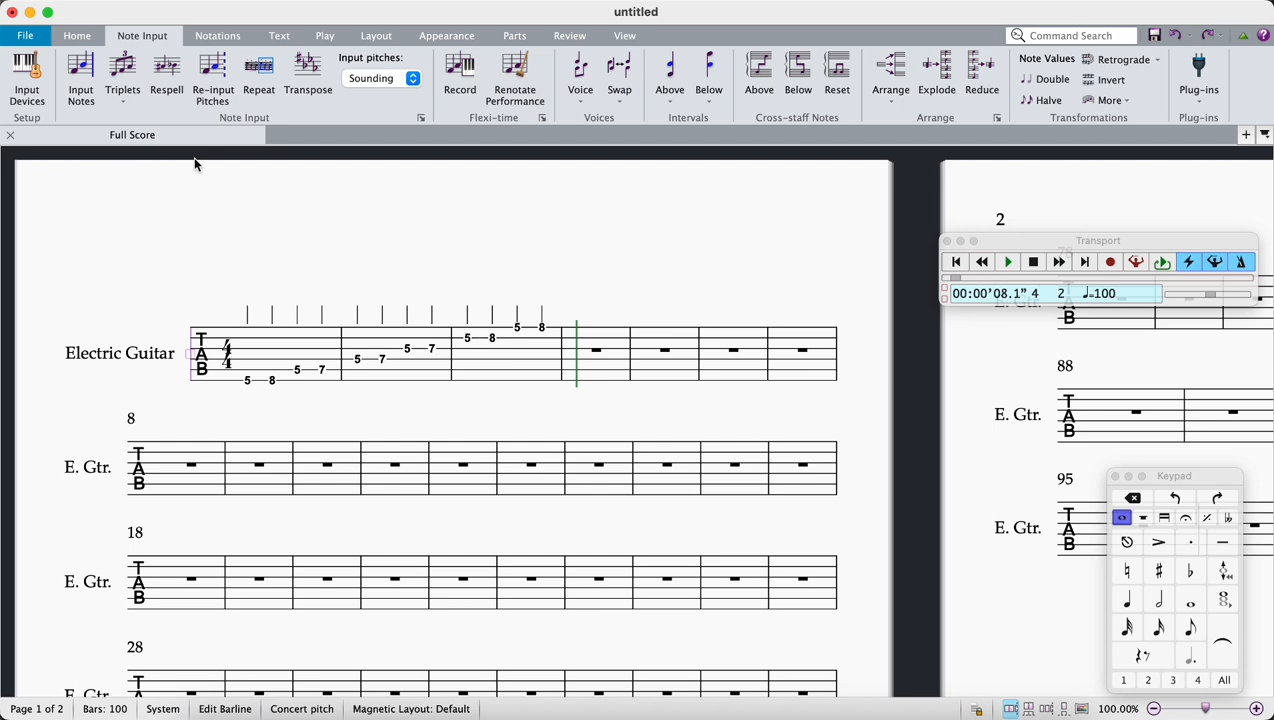 untitled
File Home Note Input Notations Text Play Layout Appearance Parts Review View Command Search
Input Devices
Setup
Input Notes
Triplets
Respell
Re-input Pitches
Repeat
Transpose
Input pitches:
Sounding
Note Input
Record
Renotate Performance
Flexi-time
Voice
Swap
Voices
Above
Below
Intervals
Above
Below
Reset
Cross-staff Notes
Arrange
Explode
Reduce
Arrange
Note Values
Retrograde
Double
Invert
Halve
More
Transformations
Plug-ins
Plug-ins
Full Score
Electric Guitar
T
A
B
4
4
5 8 5 7 5 7 5 7 5 8 5 8
8
E. Gtr.
T
A
B
18
E. Gtr.
T
A
B
28
E. Gtr.
T
2
78
T
A
B
88
E. Gtr.
T
A
B
95
E. Gtr.
T
A
B
Transport
00:00'08.1" 4 2 =100
Keypad
1 2 3 4 All
Page 1 of 2 Bars: 100 System Edit Barline Concert pitch Magnetic Layout: Default 100.00%